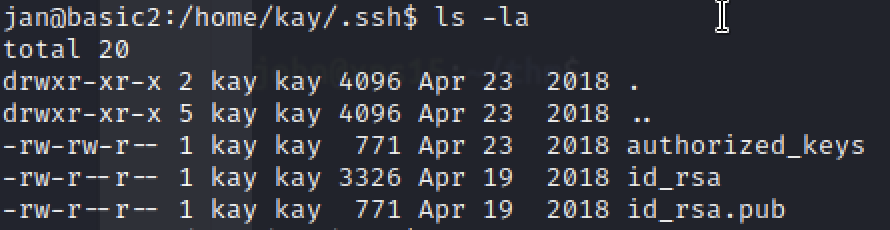 jan@basic2:/home/kay/.ssh$ ls -la
total 20
drwxr-xr-x 2 kay kay 4096 Apr 23  2018 .
drwxr-xr-x 5 kay kay 4096 Apr 23  2018 ..
-rw-rw-r-- 1 kay kay  771 Apr 23  2018 authorized_keys
-rw-r--r-- 1 kay kay 3326 Apr 19  2018 id_rsa
-rw-r--r-- 1 kay kay  771 Apr 19  2018 id_rsa.pub